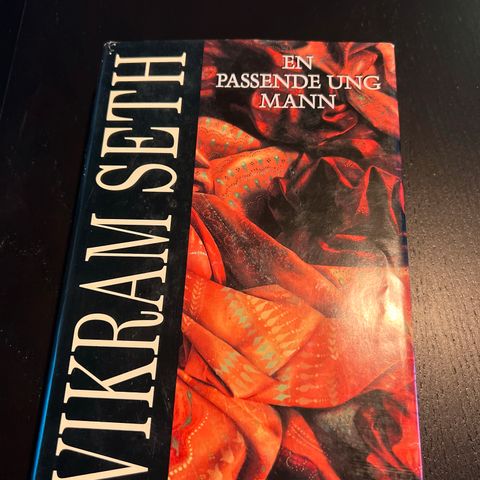 EN
PASSENDE UNG
MANN
VIKRAM SETH